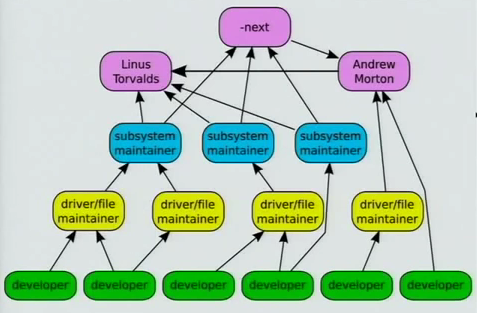 -next
Linus
Torvalds
Andrew
Morton
subsystem
maintainer
subsystem
maintainer
subsystem
maintainer
driver/file
maintainer
driver/file
maintainer
driver/file
maintainer
driver/file
maintainer
developer
developer
developer
developer
developer
developer